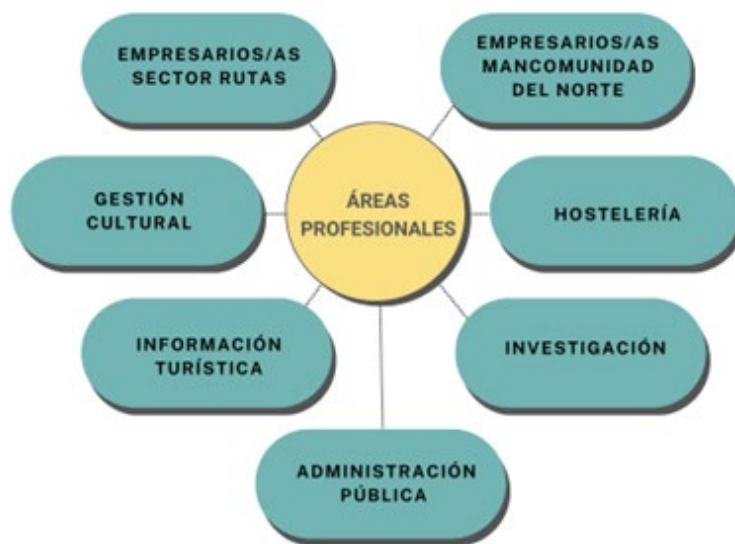 EMPRESARIOS/AS
SECTOR RUTAS
EMPRESARIOS/AS
MANCOMUNIDAD
DEL NORTE
ÁREAS
PROFESIONALES
GESTIÓN
CULTURAL
HOSTELERÍA
INFORMACIÓN
TURÍSTICA
INVESTIGACIÓN
ADMINISTRACIÓN
PÚBLICA